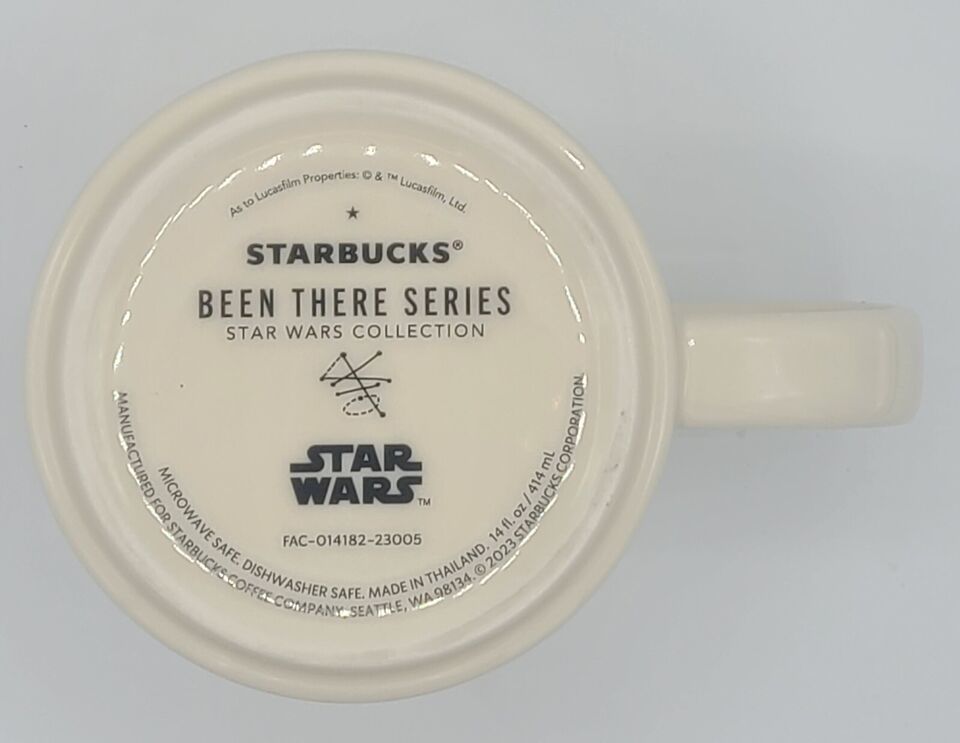 As to Lucasfilm Properties: © & ™ Lucasfilm, Ltd.
STARBUCKS®
BEEN THERE SERIES
STAR WARS COLLECTION
STAR
WARS™
FAC-014182-23005
MICROWAVE SAFE. DISHWASHER SAFE. MADE IN THAILAND. 14 fl. oz / 414 mL
MANUFACTURED FOR STARBUCKS COFFEE COMPANY, SEATTLE, WA 98134. © 2023 STARBUCKS CORPORATION.